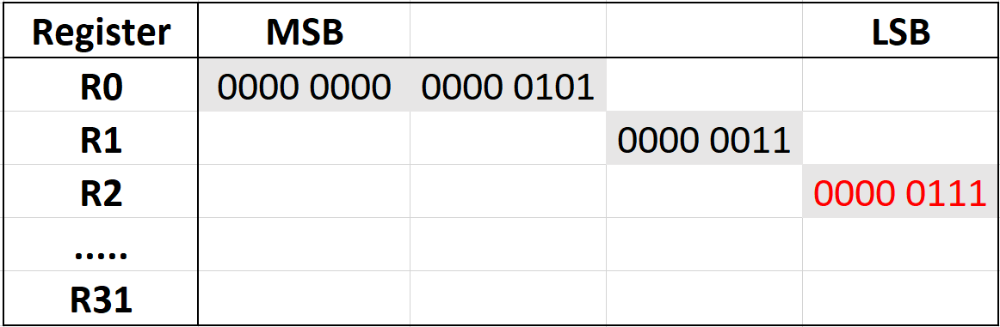 Register MSB LSB
R0 0000 0000 0000 0101
R1 0000 0011
R2 0000 0111
.....
R31